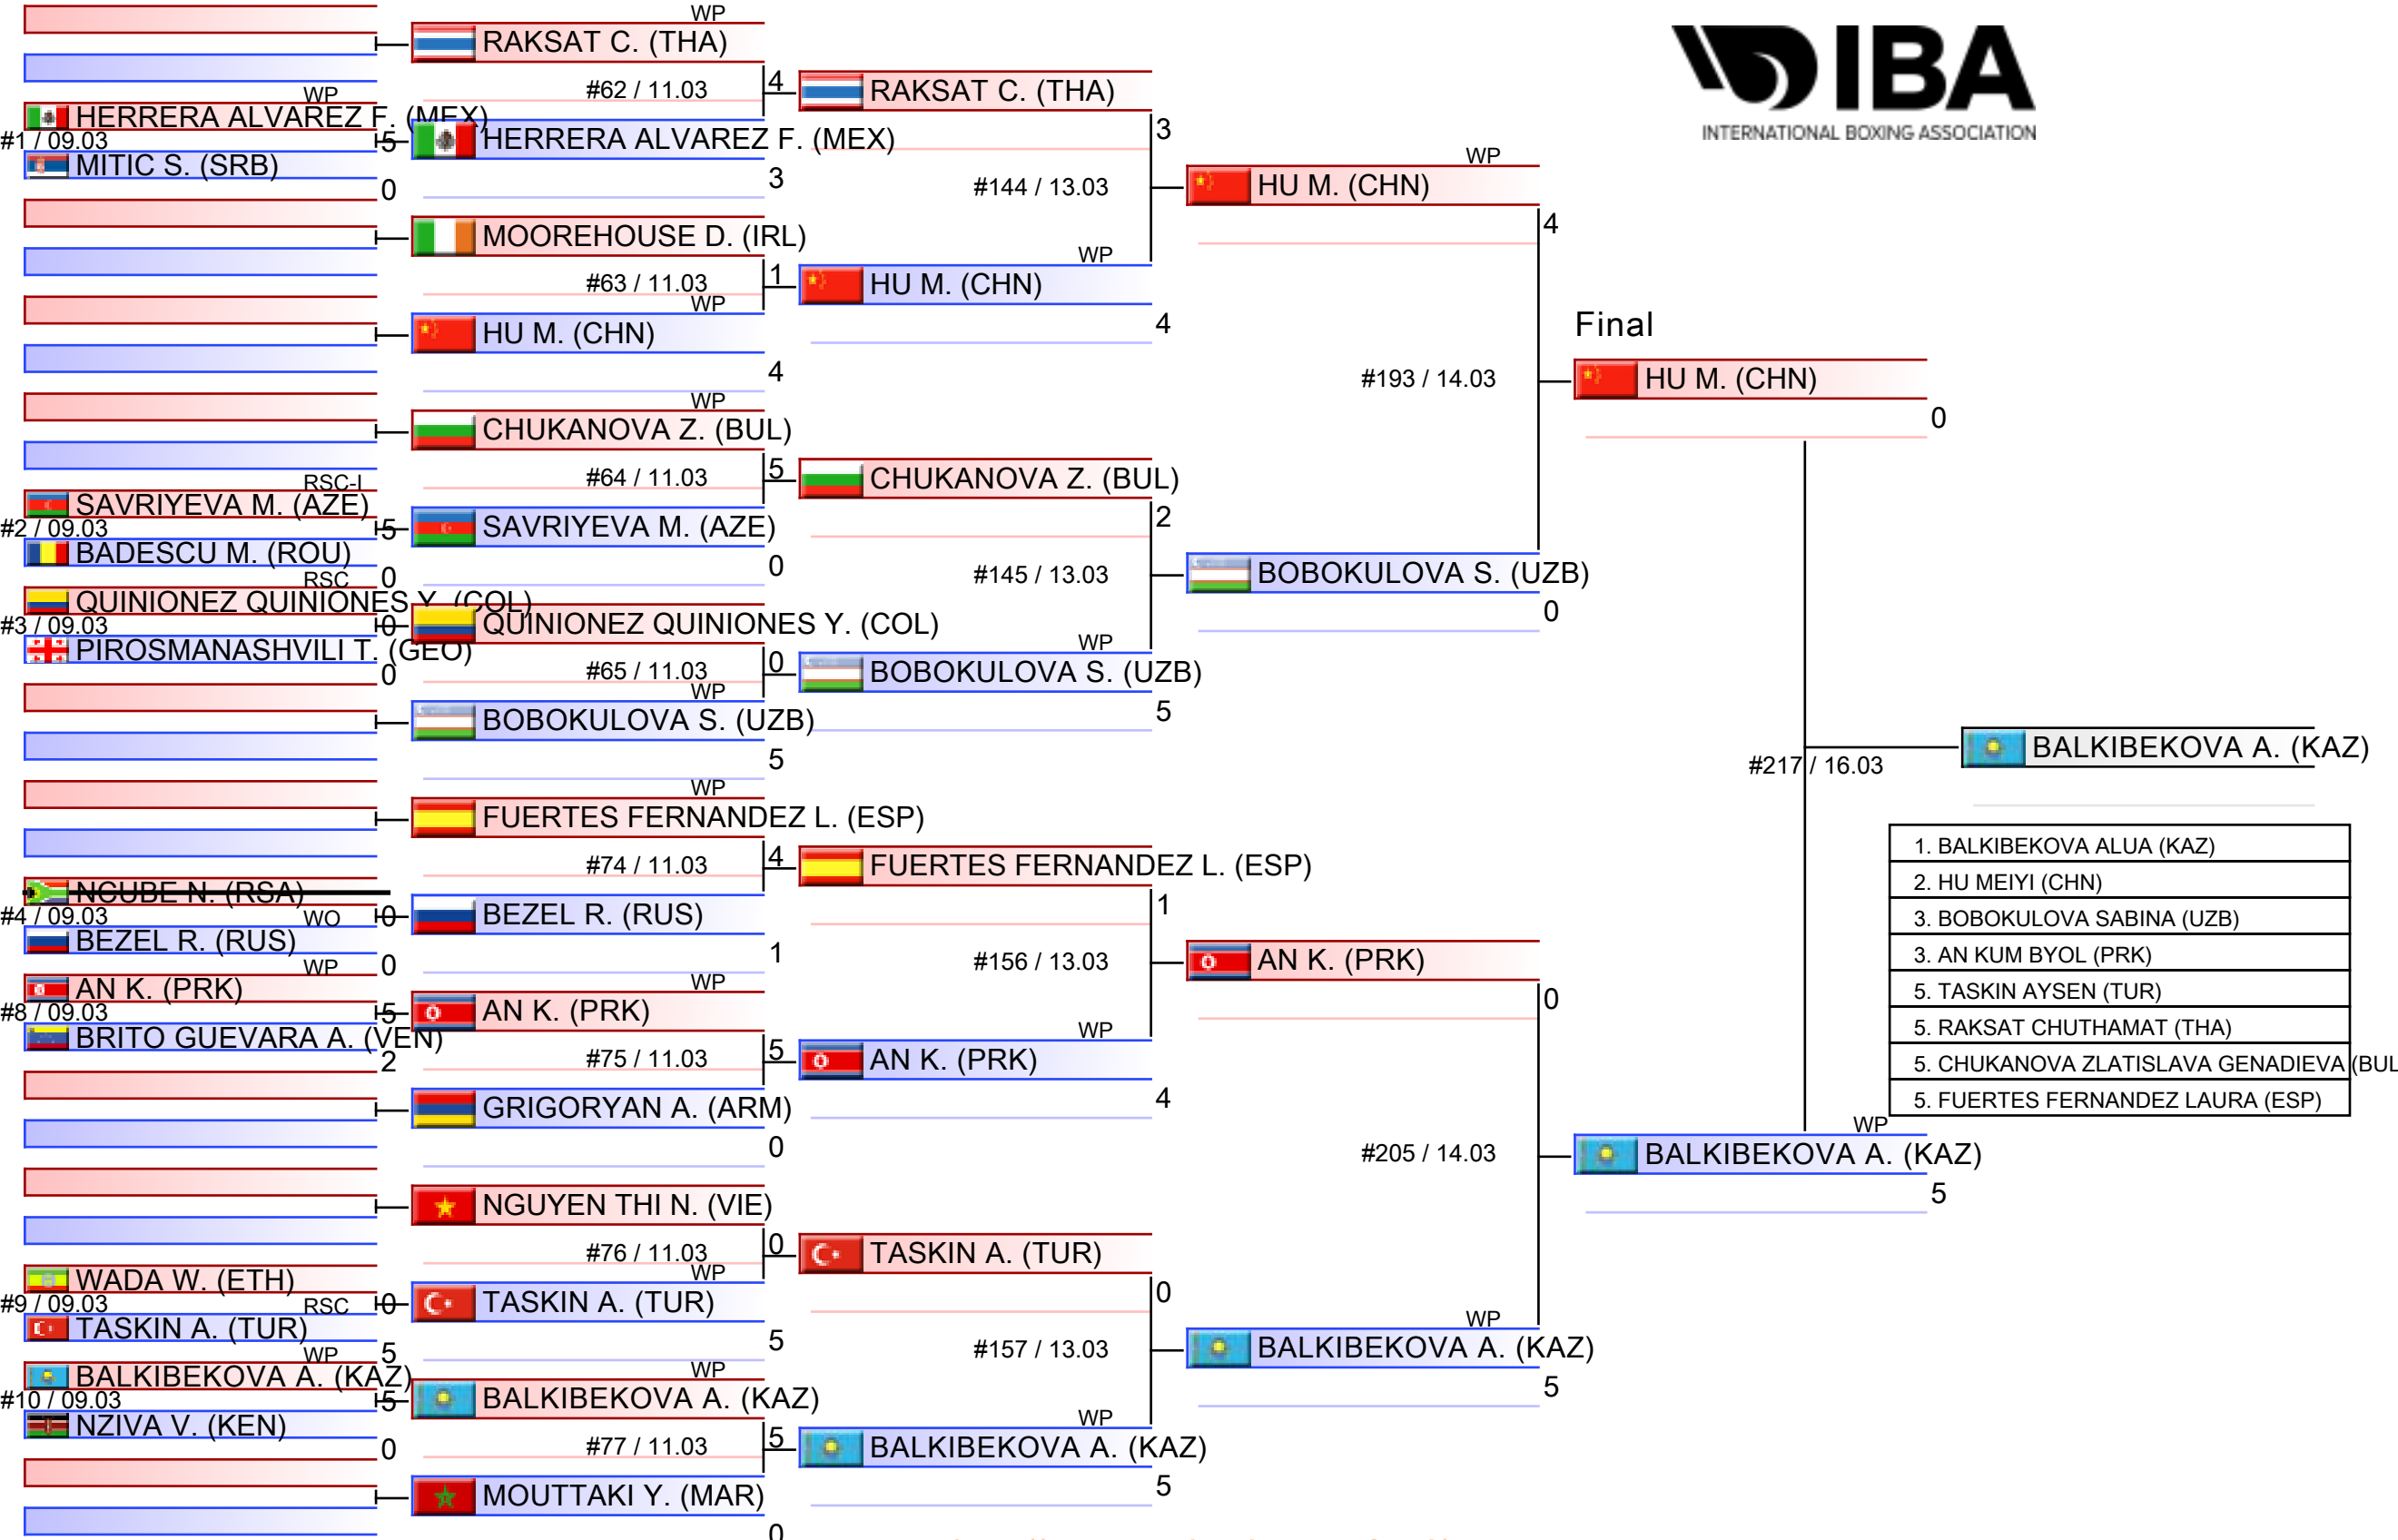 IBA
INTERNATIONAL BOXING ASSOCIATION
WP
HERRERA ALVAREZ F. (MEX)
#1 / 09.03
5
MITIC S. (SRB)
0
RSC-I
SAVRIYEVA M. (AZE)
#2 / 09.03
5
BADESCU M. (ROU)
0
RSC
QUINIONEZ QUINIONES Y. (COL)
#3 / 09.03
0
PIROSMANASHVILI T. (GEO)
0
NCUBE N. (RSA)
#4 / 09.03
WO
0
BEZEL R. (RUS)
0
WP
AN K. (PRK)
#8 / 09.03
5
BRITO GUEVARA A. (VEN)
2
WADA W. (ETH)
#9 / 09.03
RSC
0
TASKIN A. (TUR)
5
WP
BALKIBEKOVA A. (KAZ)
#10 / 09.03
5
NZIVA V. (KEN)
0
WP
RAKSAT C. (THA)
#62 / 11.03
4
HERRERA ALVAREZ F. (MEX)
3
MOOREHOUSE D. (IRL)
#63 / 11.03
1
WP
HU M. (CHN)
4
WP
CHUKANOVA Z. (BUL)
#64 / 11.03
5
SAVRIYEVA M. (AZE)
0
QUINIONEZ QUINIONES Y. (COL)
#65 / 11.03
0
WP
BOBOKULOVA S. (UZB)
5
WP
FUERTES FERNANDEZ L. (ESP)
#74 / 11.03
4
BEZEL R. (RUS)
1
WP
AN K. (PRK)
#75 / 11.03
5
GRIGORYAN A. (ARM)
0
NGUYEN THI N. (VIE)
#76 / 11.03
0
WP
TASKIN A. (TUR)
5
WP
BALKIBEKOVA A. (KAZ)
#77 / 11.03
5
MOUTTAKI Y. (MAR)
0
RAKSAT C. (THA)
3
#144 / 13.03
WP
HU M. (CHN)
4
CHUKANOVA Z. (BUL)
2
#145 / 13.03
WP
BOBOKULOVA S. (UZB)
5
FUERTES FERNANDEZ L. (ESP)
1
#156 / 13.03
WP
AN K. (PRK)
4
TASKIN A. (TUR)
0
#157 / 13.03
WP
BALKIBEKOVA A. (KAZ)
5
WP
HU M. (CHN)
4
#193 / 14.03
BOBOKULOVA S. (UZB)
0
AN K. (PRK)
0
#205 / 14.03
WP
BALKIBEKOVA A. (KAZ)
5
Final
HU M. (CHN)
0
#217 / 16.03
WP
BALKIBEKOVA A. (KAZ)
5
BALKIBEKOVA A. (KAZ)
1. BALKIBEKOVA ALUA (KAZ)
2. HU MEIYI (CHN)
3. BOBOKULOVA SABINA (UZB)
3. AN KUM BYOL (PRK)
5. TASKIN AYSEN (TUR)
5. RAKSAT CHUTHAMAT (THA)
5. CHUKANOVA ZLATISLAVA GENADIEVA (BUL
5. FUERTES FERNANDEZ LAURA (ESP)